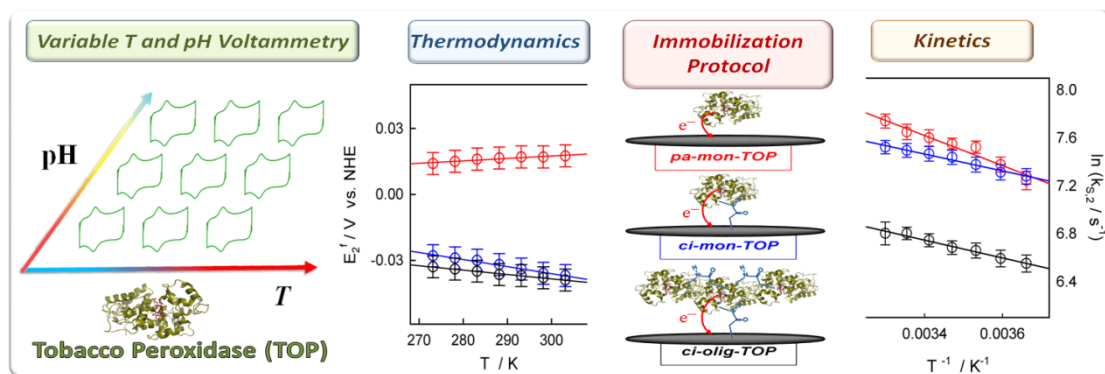 Variable T and pH Voltammetry
pH
T
Tobacco Peroxidase (TOP)
Thermodynamics
E₂ᶠ / V vs. NHE
0.03
0.00
-0.03
270 280 290 300
T / K
Immobilization
Protocol
e⁻
pa-mon-TOP
e⁻
ci-mon-TOP
e⁻
ci-olig-TOP
Kinetics
8.0
7.6
7.2
6.8
6.4
ln (kₛ,₂ / s⁻¹)
0.0034 0.0036
T⁻¹ / K⁻¹